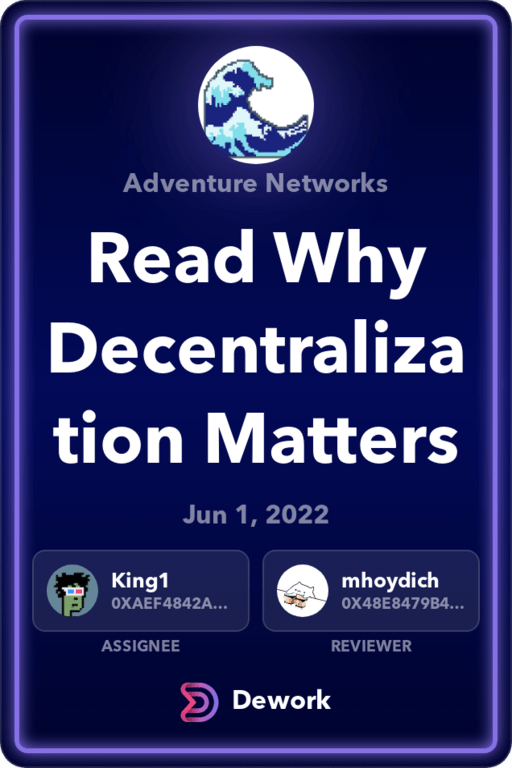 Adventure Networks
Read Why
Decentraliza
tion Matters
Jun 1, 2022
King1
0XAEF4842A...
mhoydich
0X48E8479B4...
ASSIGNEE
REVIEWER
Dework